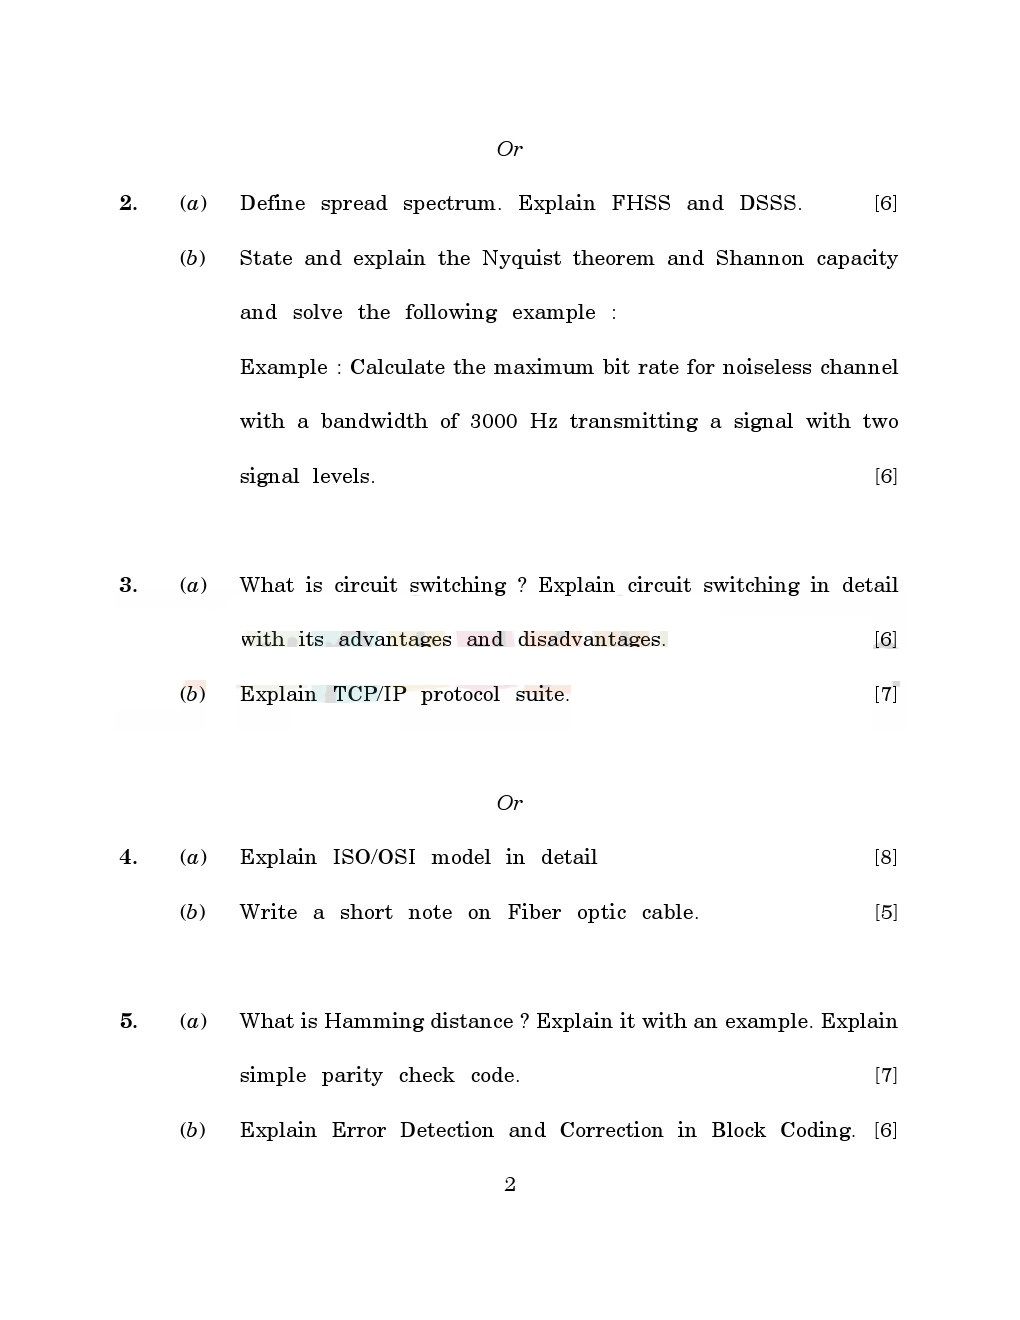 Or
2. (a) Define spread spectrum. Explain FHSS and DSSS. [6]
(b) State and explain the Nyquist theorem and Shannon capacity
and solve the following example :
Example : Calculate the maximum bit rate for noiseless channel
with a bandwidth of 3000 Hz transmitting a signal with two
signal levels. [6]
3. (a) What is circuit switching ? Explain circuit switching in detail
with its advantages and disadvantages. [6]
(b) Explain TCP/IP protocol suite. [7]
Or
4. (a) Explain ISO/OSI model in detail [8]
(b) Write a short note on Fiber optic cable. [5]
5. (a) What is Hamming distance ? Explain it with an example. Explain
simple parity check code. [7]
(b) Explain Error Detection and Correction in Block Coding. [6]
2